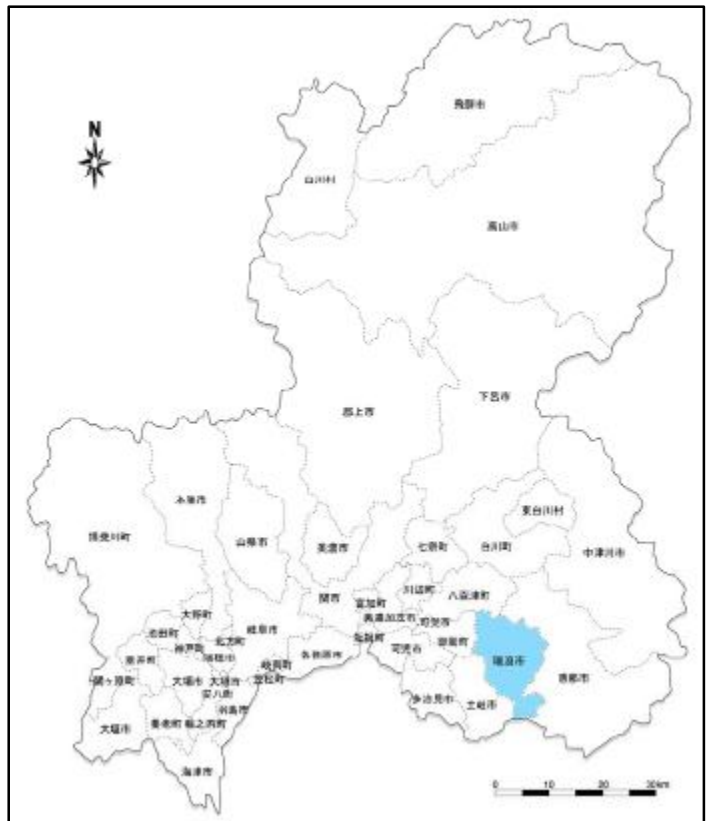 N
飛騨市
白川村
高山市
郡上市
下呂市
本巣市
東白川村
揖斐川町
山県市
美濃市
七宗町
白川町
中津川市
関市
川辺町
八百津町
富加町
大野町
美濃加茂市
可児市
池田町
北方町
岐阜市
坂祝町
御嵩町
神戸町
瑞穂市
各務原市
可児市
瑞浪市
垂井町
岐南町
関ヶ原町
大垣市
大垣市
笠松町
恵那市
安八町
多治見市
羽島市
土岐市
養老町
輪之内町
大垣市
海津市
0 10 20 30km